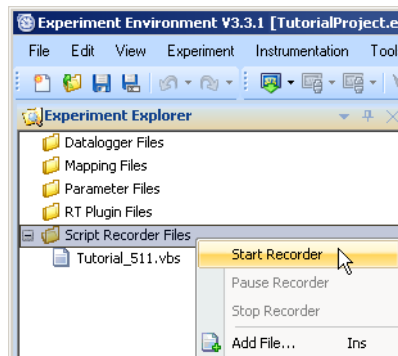 Experiment Environment V3.3.1 [TutorialProject.e
File Edit View Experiment Instrumentation Tool
Experiment Explorer
Datalogger Files
Mapping Files
Parameter Files
RT Plugin Files
Script Recorder Files
Tutorial_511.vbs
Start Recorder
Pause Recorder
Stop Recorder
Add File... Ins